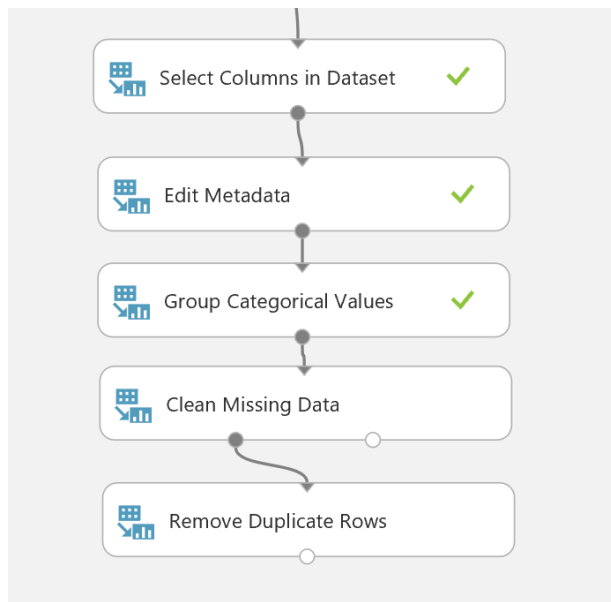 Select Columns in Dataset
Edit Metadata
Group Categorical Values
Clean Missing Data
Remove Duplicate Rows